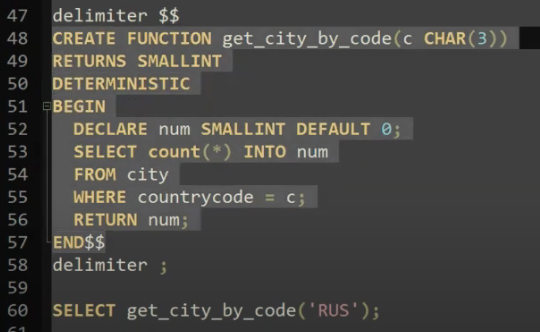 47 delimiter $$
48 CREATE FUNCTION get_city_by_code(c CHAR(3))
49 RETURNS SMALLINT
50 DETERMINISTIC
51 BEGIN
52 DECLARE num SMALLINT DEFAULT 0;
53 SELECT count(*) INTO num
54 FROM city
55 WHERE countrycode = c;
56 RETURN num;
57 END$$
58 delimiter ;
59
60 SELECT get_city_by_code('RUS');
61